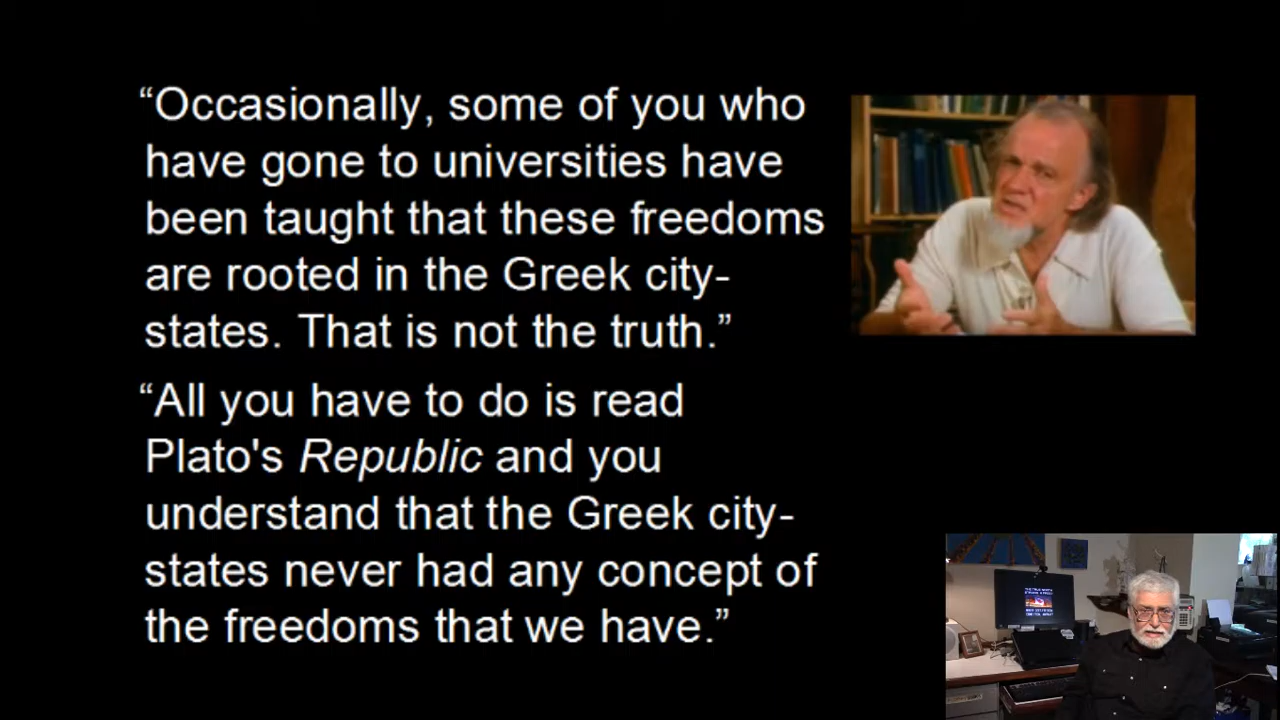 “Occasionally, some of you who
have gone to universities have
been taught that these freedoms
are rooted in the Greek city-
states. That is not the truth.”
“All you have to do is read
Plato's Republic and you
understand that the Greek city-
states never had any concept of
the freedoms that we have.”